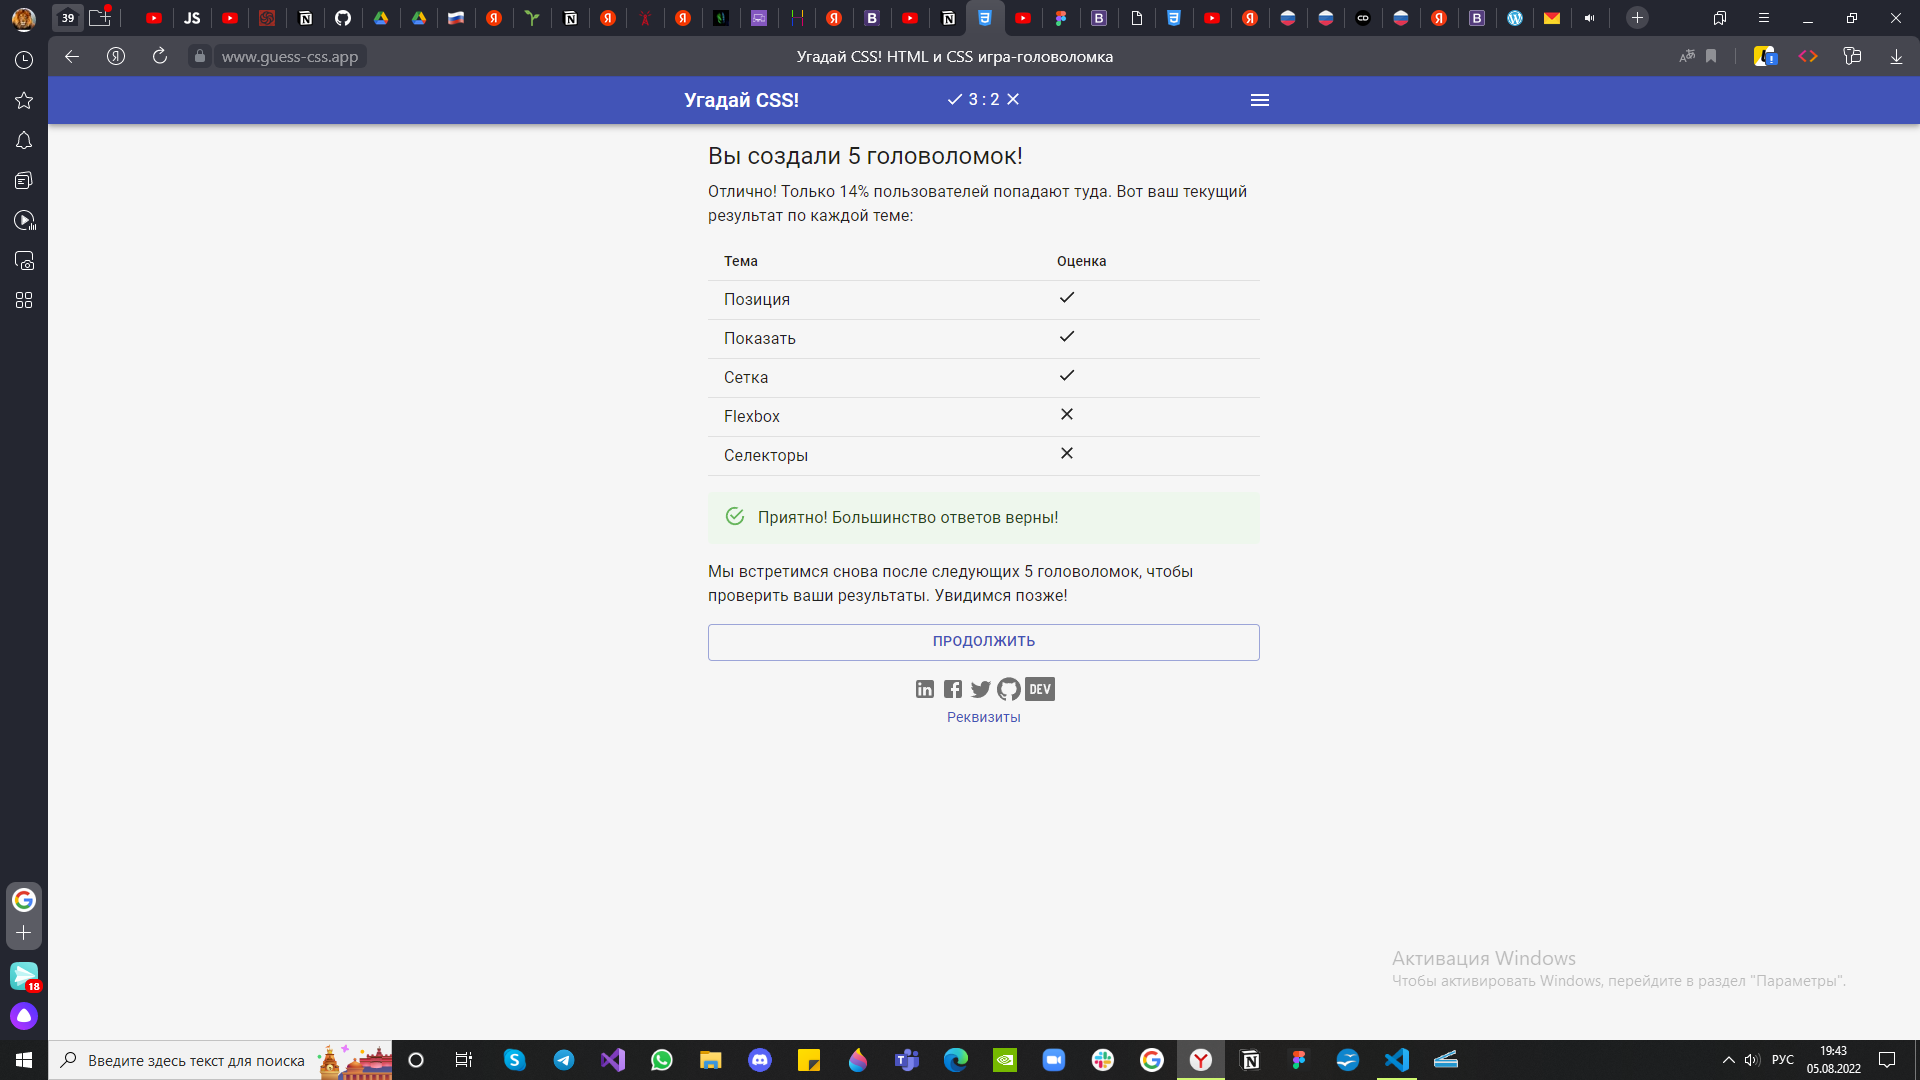 39
JS
www.guess-css.app
Угадай CSS! HTML и CSS игра-головоломка
Угадай CSS!
3 : 2
Вы создали 5 головоломок!
Отлично! Только 14% пользователей попадают туда. Вот ваш текущий
результат по каждой теме:
Тема Оценка
Позиция
Показать
Сетка
Flexbox
Селекторы
Приятно! Большинство ответов верны!
Мы встретимся снова после следующих 5 головоломок, чтобы
проверить ваши результаты. Увидимся позже!
ПРОДОЛЖИТЬ
DEV
Реквизиты
18
Активация Windows
Чтобы активировать Windows, перейдите в раздел "Параметры".
Введите здесь текст для поиска
РУС
19:43
05.08.2022